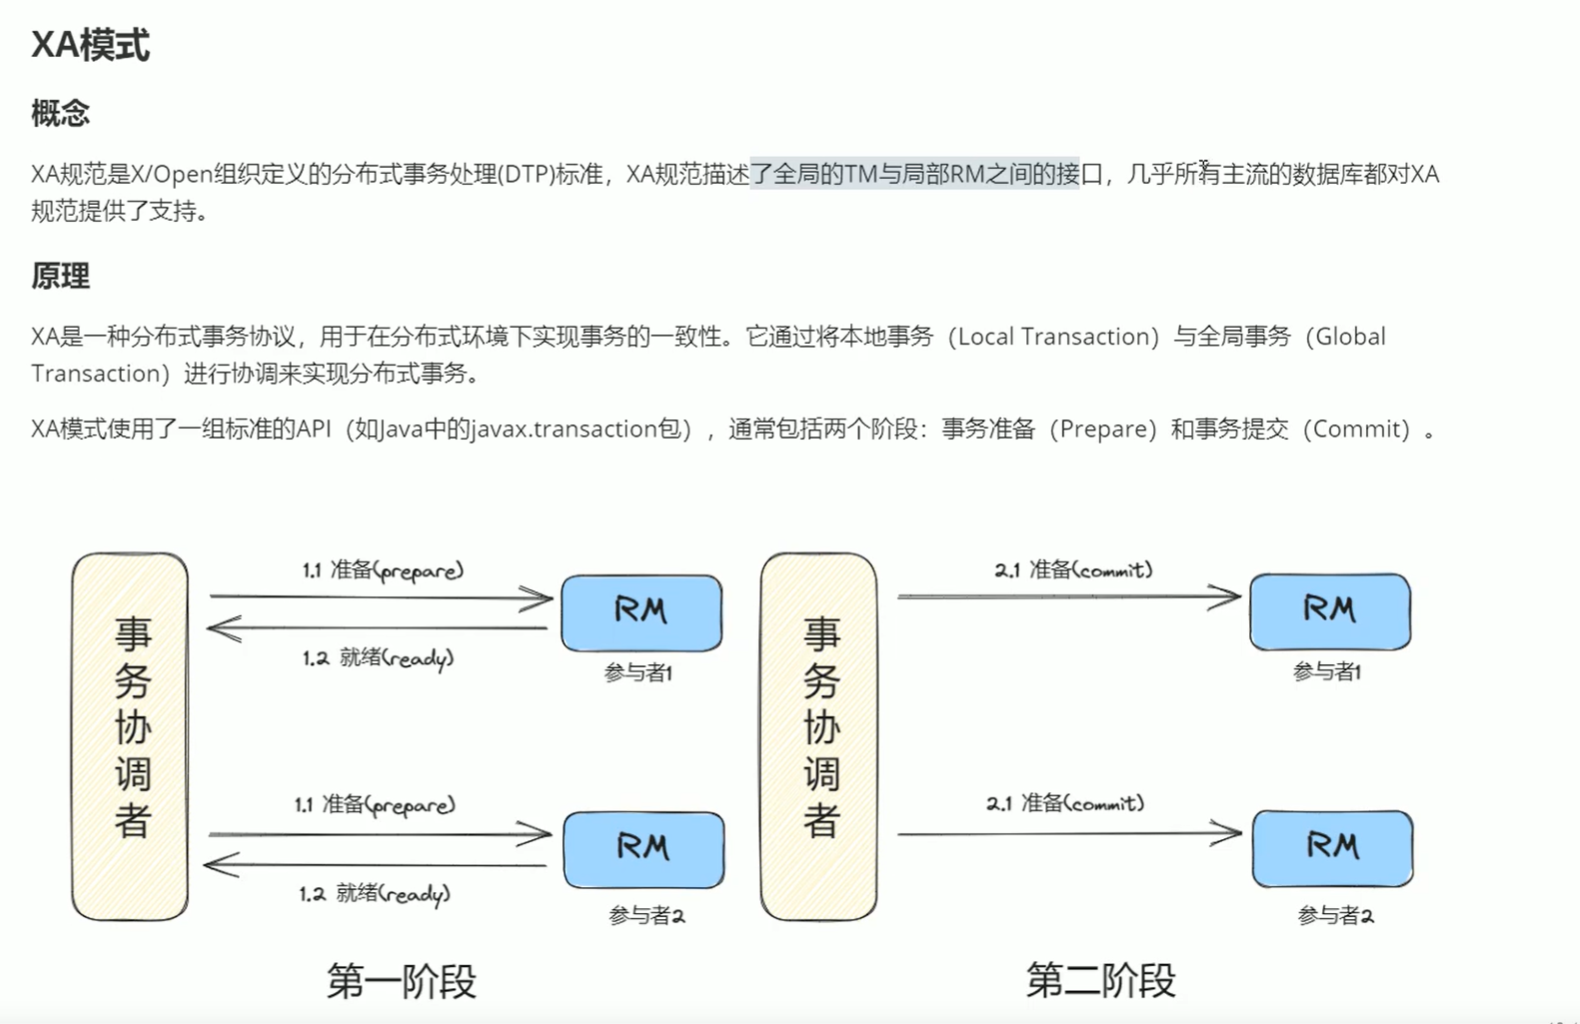 XA模式
概念
XA规范是X/Open组织定义的分布式事务处理(DTP)标准，XA规范描述了全局的TM与局部RM之间的接口，几乎所有主流的数据库都对XA
规范提供了支持。
原理
XA是一种分布式事务协议，用于在分布式环境下实现事务的一致性。它通过将本地事务（Local Transaction）与全局事务（Global
Transaction）进行协调来实现分布式事务。
XA模式使用了一组标准的API（如Java中的javax.transaction包），通常包括两个阶段：事务准备（Prepare）和事务提交（Commit）。
事务协调者
1.1 准备(prepare)
RM
1.2 就绪(ready)
参与者1
1.1 准备(prepare)
RM
1.2 就绪(ready)
参与者2
第一阶段
事务协调者
2.1 准备(commit)
RM
参与者1
2.1 准备(commit)
RM
参与者2
第二阶段